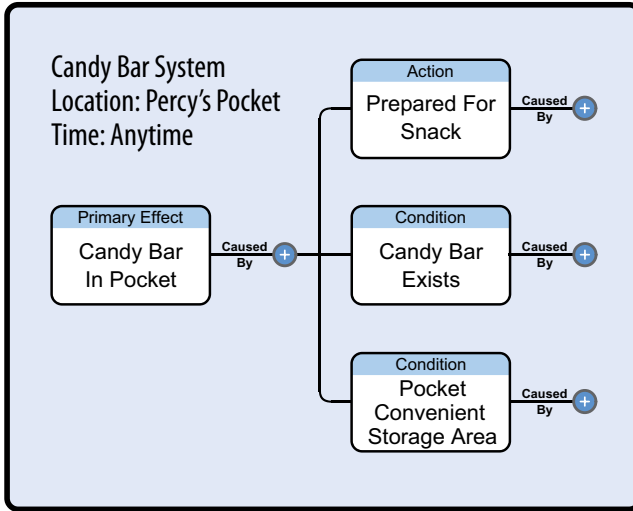 Candy Bar System
Location: Percy's Pocket
Time: Anytime
Action
Prepared For
Snack
Caused
By
Primary Effect
Candy Bar
In Pocket
Caused
By
Condition
Candy Bar
Exists
Caused
By
Condition
Pocket
Convenient
Storage Area
Caused
By